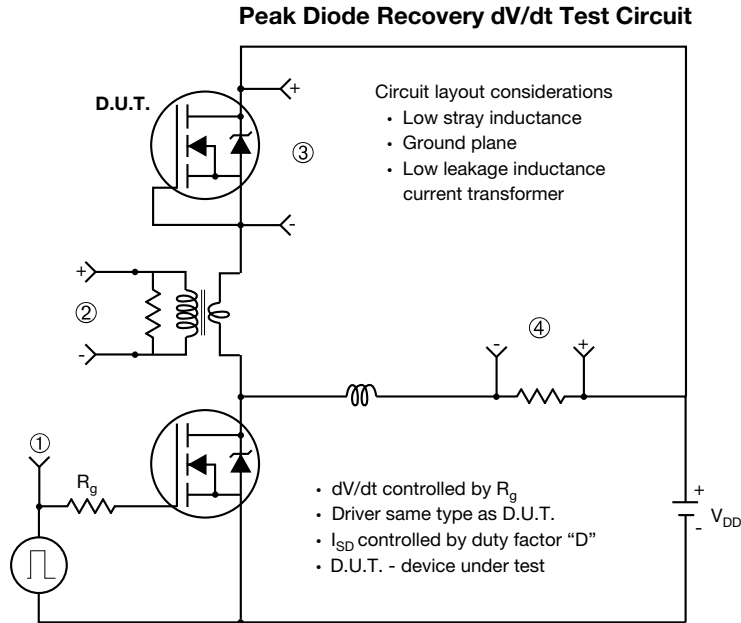 Peak Diode Recovery dV/dt Test Circuit
D.U.T.
+
Circuit layout considerations
• Low stray inductance
• Ground plane
• Low leakage inductance
current transformer
③
-
+
②
-
-
④
+
①
Rg
• dV/dt controlled by Rg
• Driver same type as D.U.T.
• ISD controlled by duty factor “D”
• D.U.T. - device under test
+
VDD
-